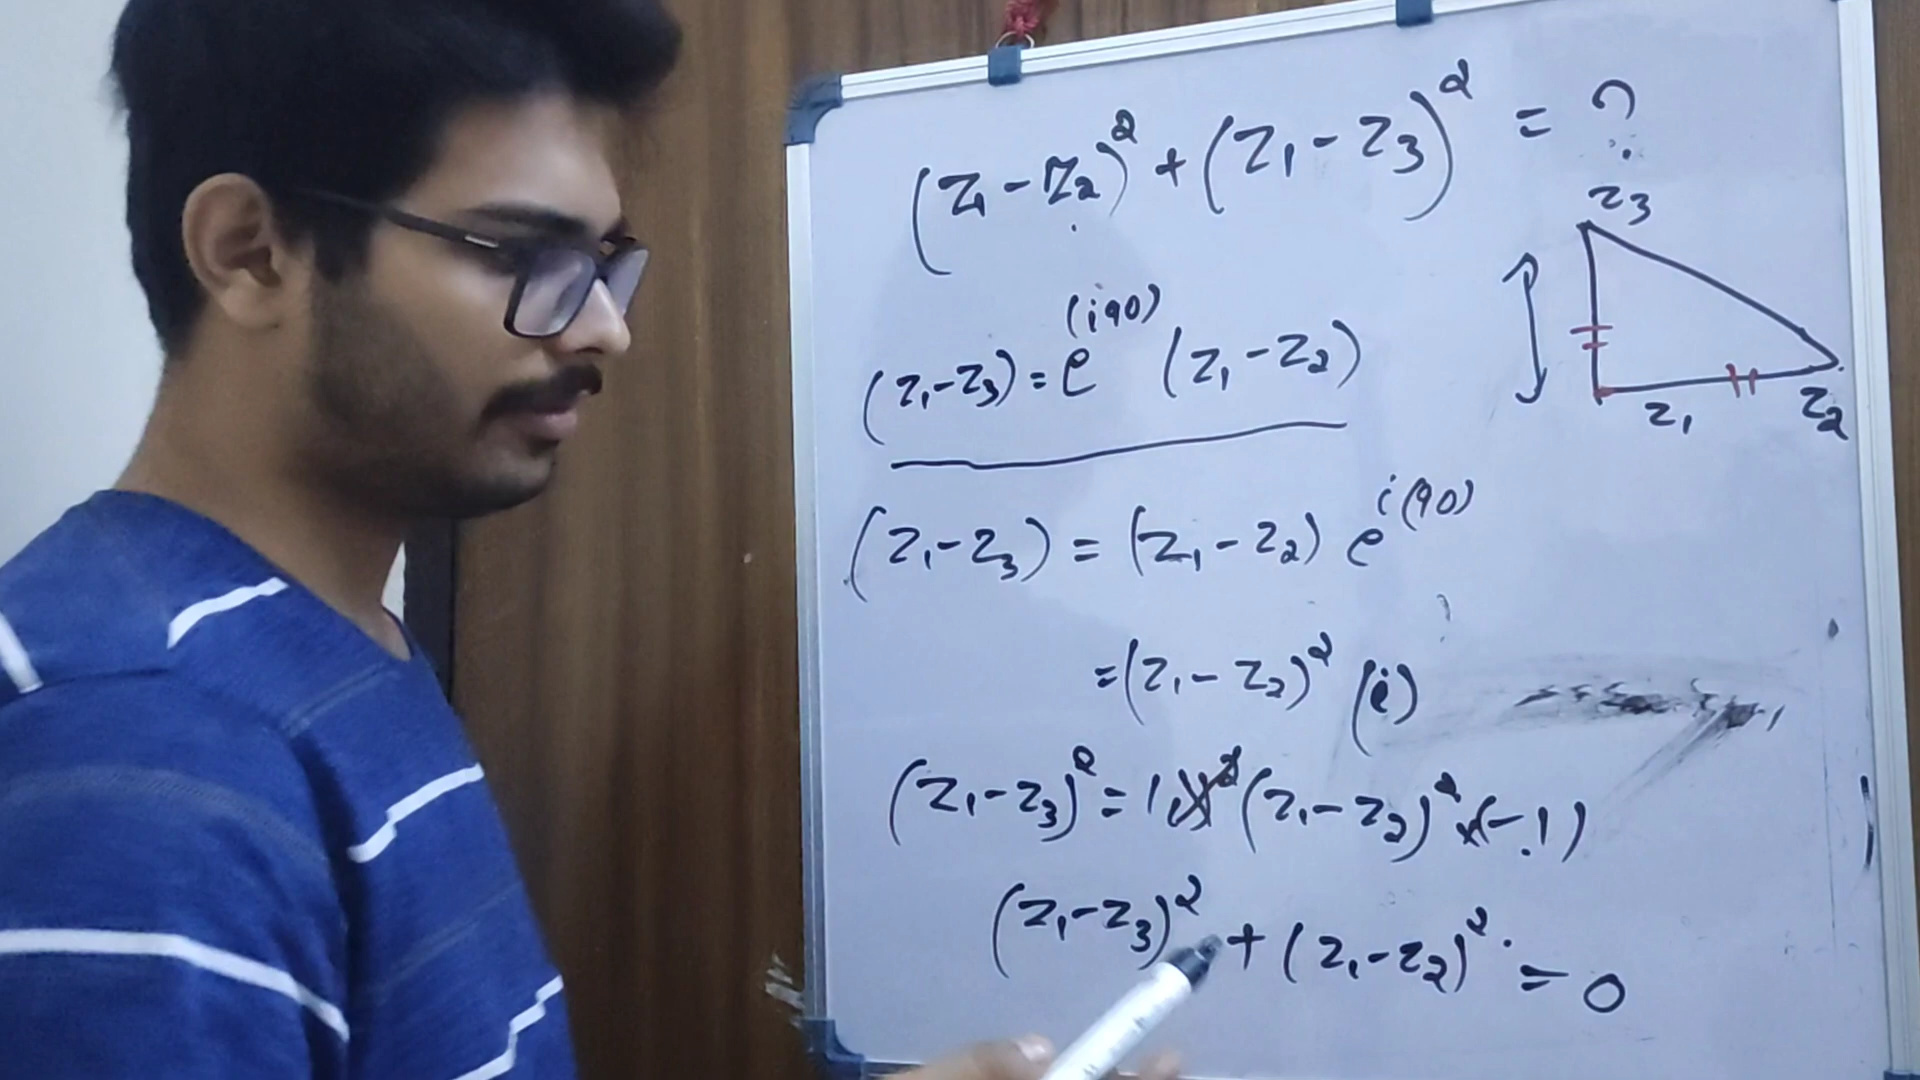 (z₁ - z₂)² + (z₁ - z₃)² = ?
z₃
z₁ z₂
(z₁ - z₃) = e^(i90) (z₁ - z₂)
(z₁ - z₃) = (z₁ - z₂) e^i(90)
= (z₁ - z₂)² (i)
(z₁ - z₃)² = (z₁ - z₂)² x(-1)
(z₁ - z₃)² + (z₁ - z₂)² = 0